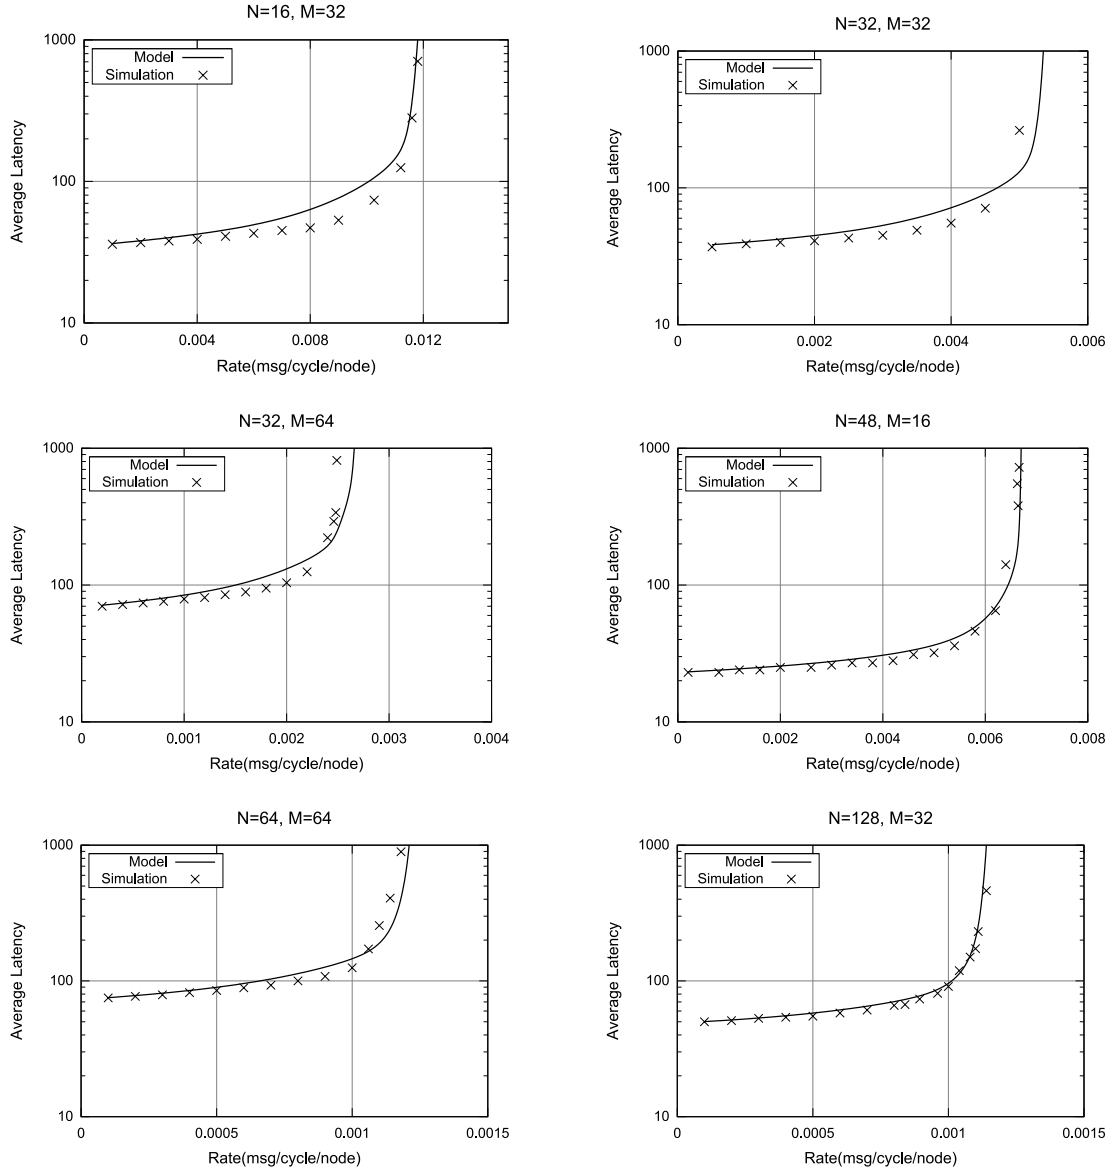 N=16, M=32
1000
100
10
Average Latency
Model
Simulation
0
0.004
0.008
0.012
Rate(msg/cycle/node)
N=32, M=32
1000
100
10
Average Latency
Model
Simulation
0
0.002
0.004
0.006
Rate(msg/cycle/node)
N=32, M=64
1000
100
10
Average Latency
Model
Simulation
0
0.001
0.002
0.003
0.004
Rate(msg/cycle/node)
N=48, M=16
1000
100
10
Average Latency
Model
Simulation
0
0.002
0.004
0.006
0.008
Rate(msg/cycle/node)
N=64, M=64
1000
100
10
Average Latency
Model
Simulation
0
0.0005
0.001
0.0015
Rate(msg/cycle/node)
N=128, M=32
1000
100
10
Average Latency
Model
Simulation
0
0.0005
0.001
0.0015
Rate(msg/cycle/node)